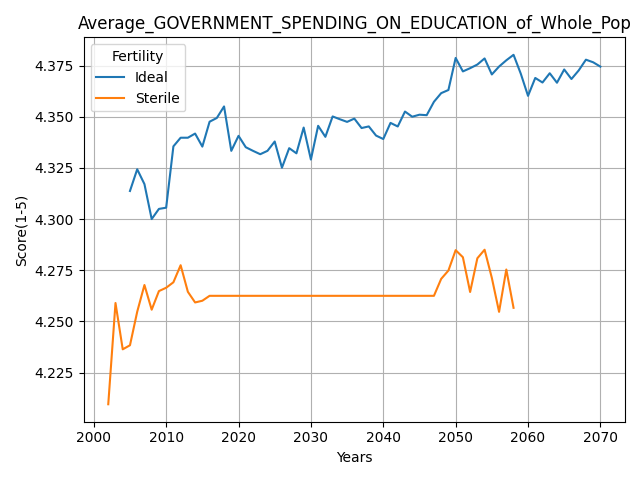 Average_GOVERNMENT_SPENDING_ON_EDUCATION_of_Whole_Pop
Fertility
Ideal
Sterile
Score(1-5)
4.375
4.350
4.325
4.300
4.275
4.250
4.225
2000 2010 2020 2030 2040 2050 2060 2070
Years